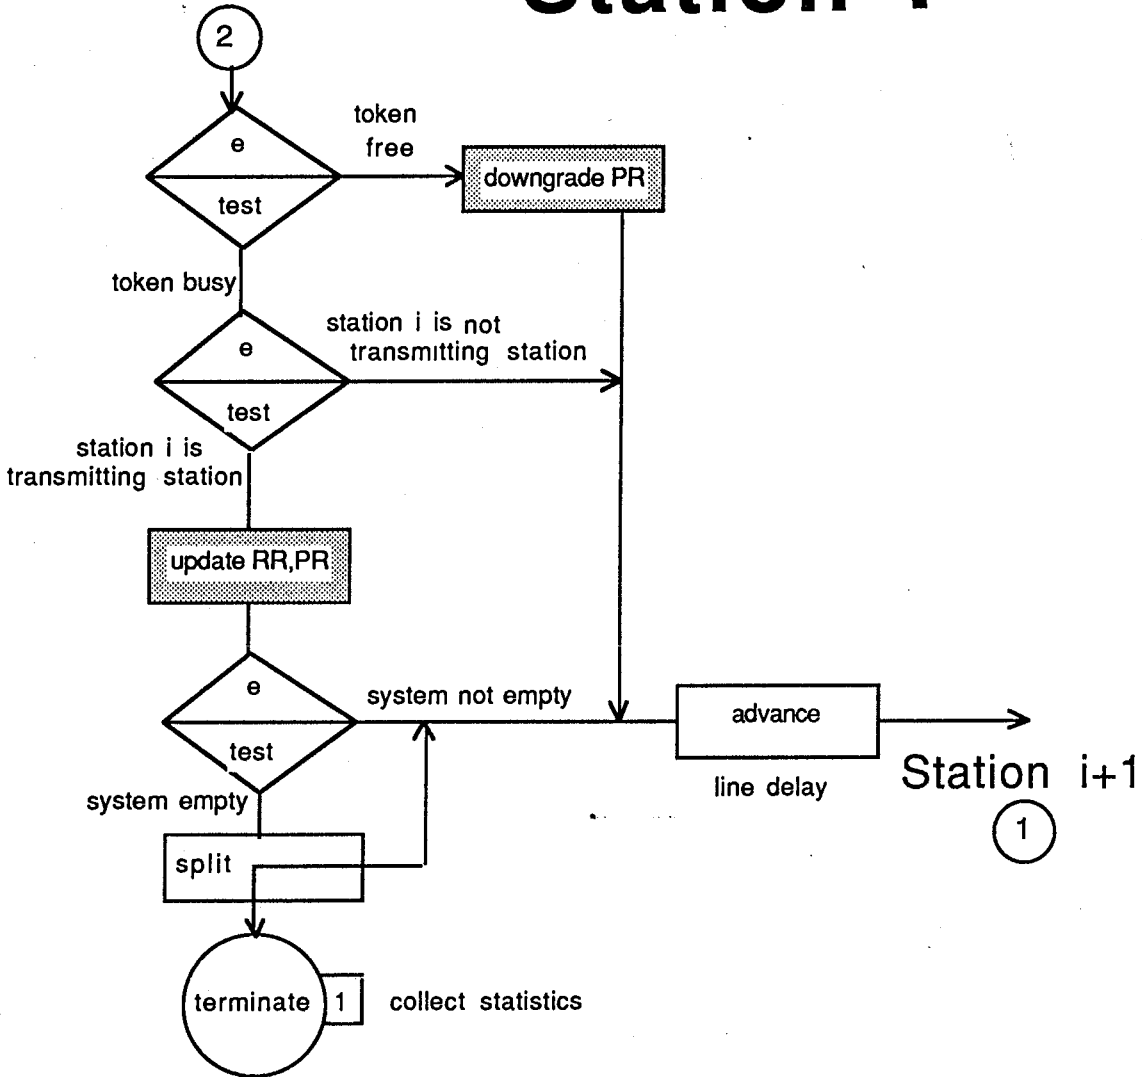 Station
2
e
test
token
free
downgrade PR
token busy
station i is not
transmitting station
e
test
station i is
transmitting station
update RR,PR
e
test
system not empty
advance
line delay
Station i+1
1
system empty
split
terminate
1
collect statistics